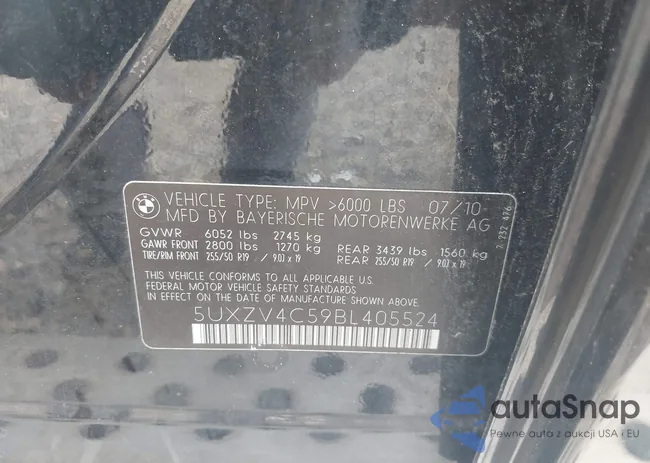 VEHICLE TYPE: MPV >6000 LBS 07/10
MFD BY BAYERISCHE MOTORENWERKE AG
GVWR 6052 lbs 2745 kg
GAWR FRONT 2800 lbs 1270 kg REAR 3439 lbs 1560 kg
TIRE/RIM FRONT 255/50 R19 / 9.0J x 19 REAR 255/50 R19 / 9.0J x 19
THIS VEHICLE CONFORMS TO ALL APPLICABLE U.S.
FEDERAL MOTOR VEHICLE SAFETY STANDARDS
IN EFFECT ON THE DATE OF MANUFACTURE SHOWN ABOVE.
5UXZV4C59BL405524
7 232 476
autaSnap
Pewne auta z aukcji USA i EU